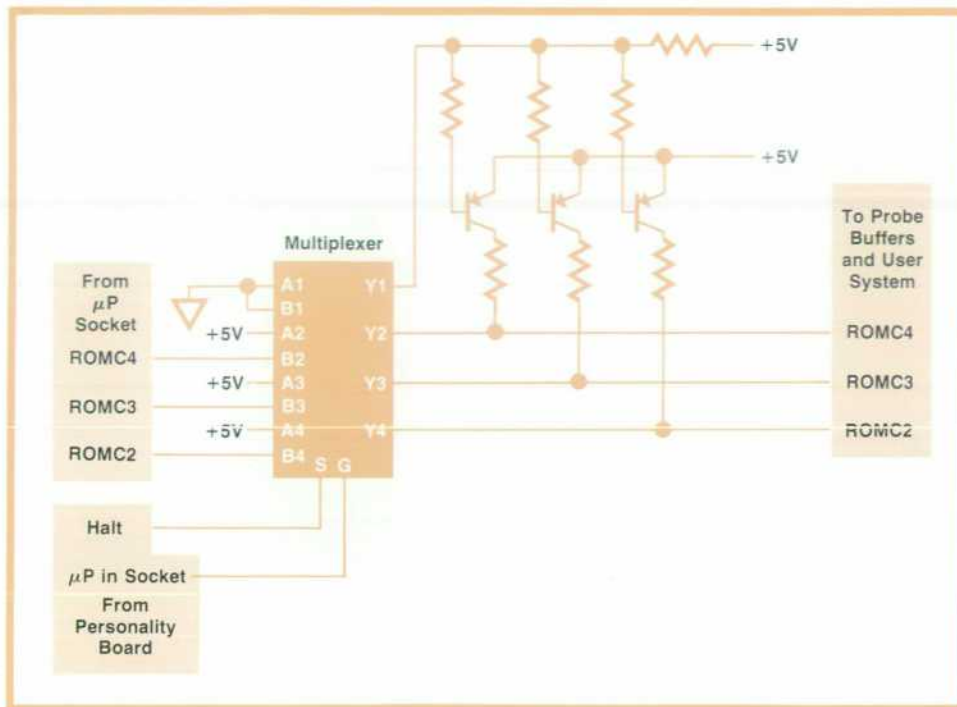 +5V
+5V
To Probe
Buffers
and User
System
ROMC4
ROMC3
ROMC2
Multiplexer
From
μP
Socket
ROMC4
ROMC3
ROMC2
+5V
+5V
+5V
A1
B1
A2
B2
A3
B3
A4
B4
Y1
Y2
Y3
Y4
S G
Halt
μP in Socket
From
Personality
Board